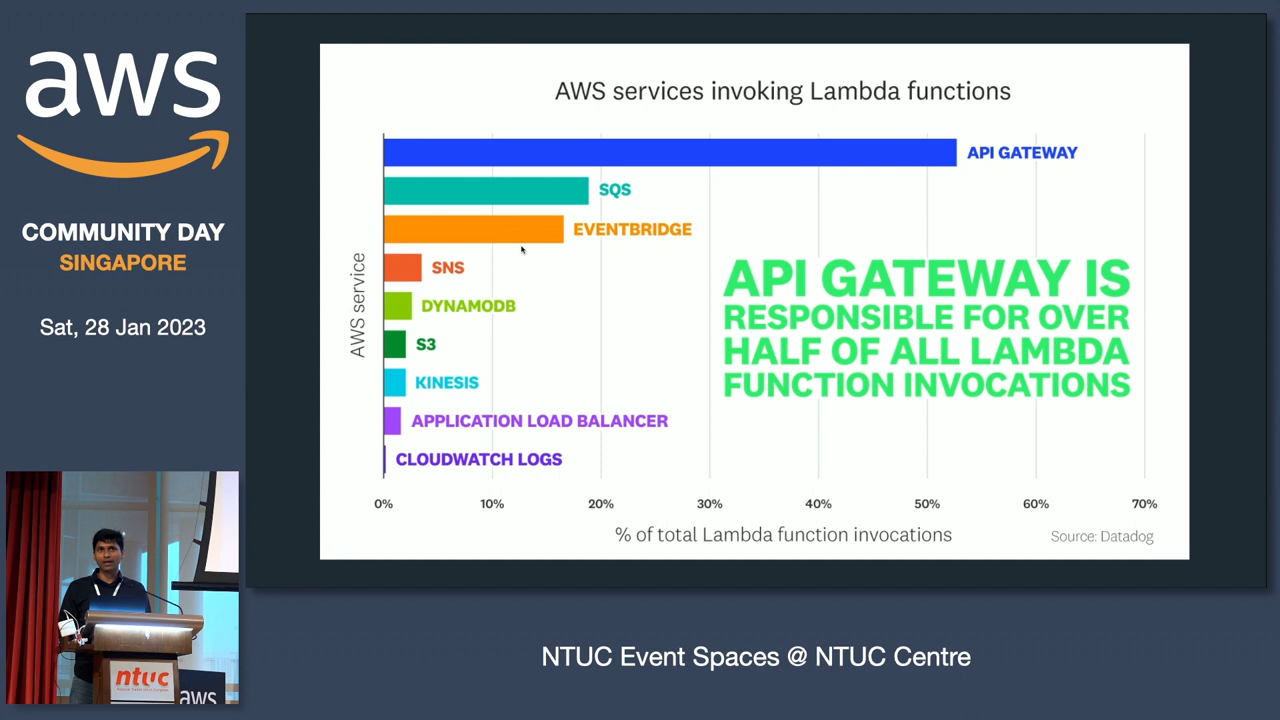 aws
COMMUNITY DAY
SINGAPORE
Sat, 28 Jan 2023
AWS services invoking Lambda functions
API GATEWAY
SQS
EVENTBRIDGE
SNS
DYNAMODB
S3
KINESIS
APPLICATION LOAD BALANCER
CLOUDWATCH LOGS
AWS service
API GATEWAY IS
RESPONSIBLE FOR OVER
HALF OF ALL LAMBDA
FUNCTION INVOCATIONS
0% 10% 20% 30% 40% 50% 60% 70%
% of total Lambda function invocations
Source: Datadog
ntuc
aws
NTUC Event Spaces @ NTUC Centre